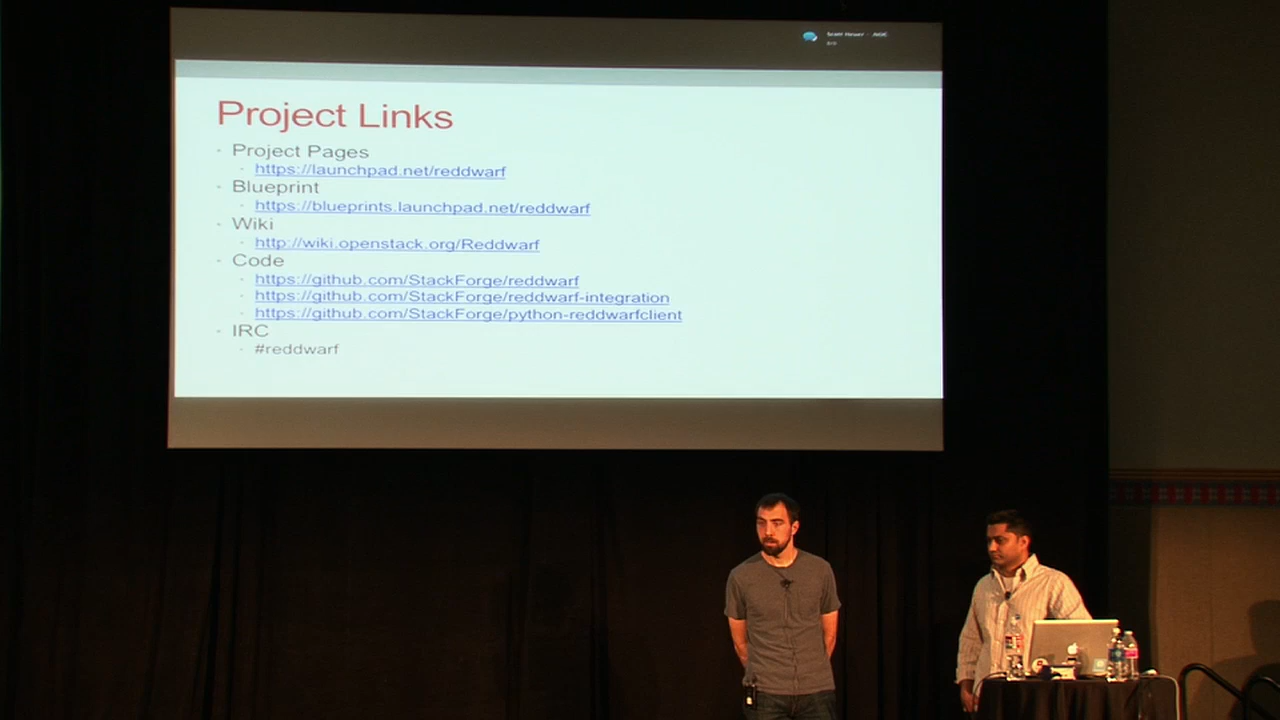 Project Links
Project Pages
https://launchpad.net/reddwarf
Blueprint
https://blueprints.launchpad.net/reddwarf
Wiki
http://wiki.openstack.org/Reddwarf
Code
https://github.com/StackForge/reddwarf
https://github.com/StackForge/reddwarf-integration
https://github.com/StackForge/python-reddwarfclient
IRC
#reddwarf